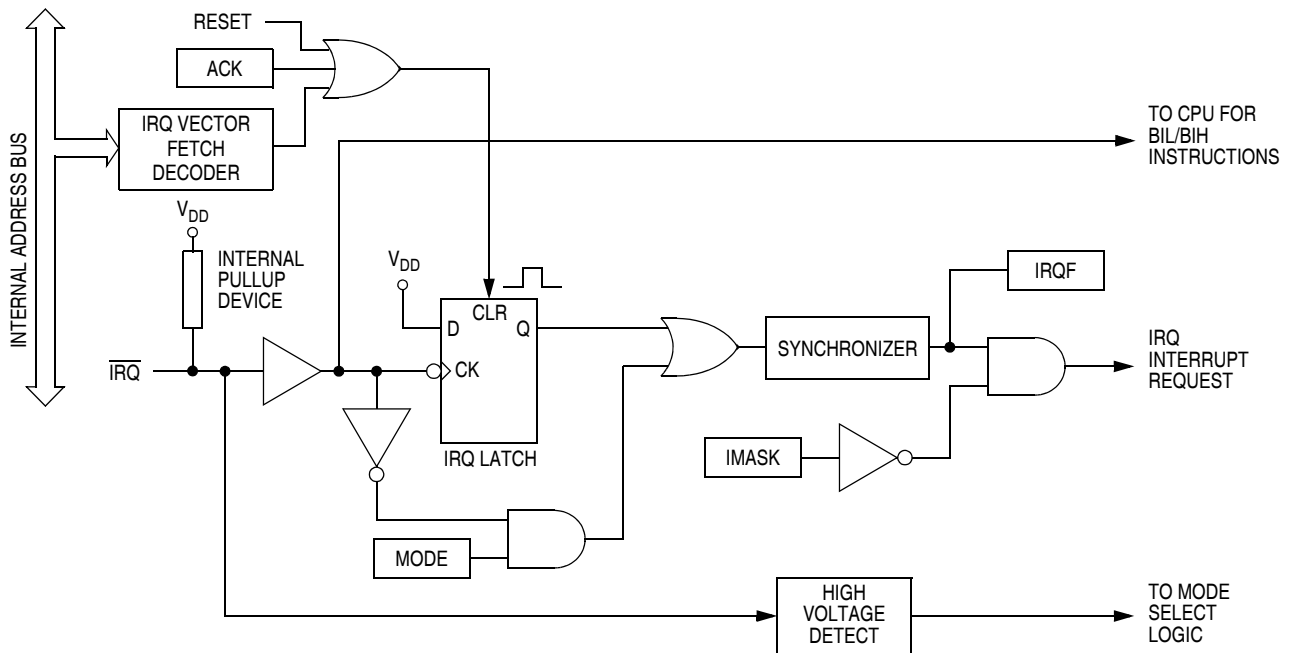 INTERNAL ADDRESS BUS
RESET
ACK
IRQ VECTOR
FETCH
DECODER
TO CPU FOR
BIL/BIH
INSTRUCTIONS
VDD
INTERNAL
PULLUP
DEVICE
VDD
D
CLR
Q
CK
IRQ LATCH
IRQ
SYNCHRONIZER
IRQF
IRQ
INTERRUPT
REQUEST
IMASK
MODE
HIGH
VOLTAGE
DETECT
TO MODE
SELECT
LOGIC